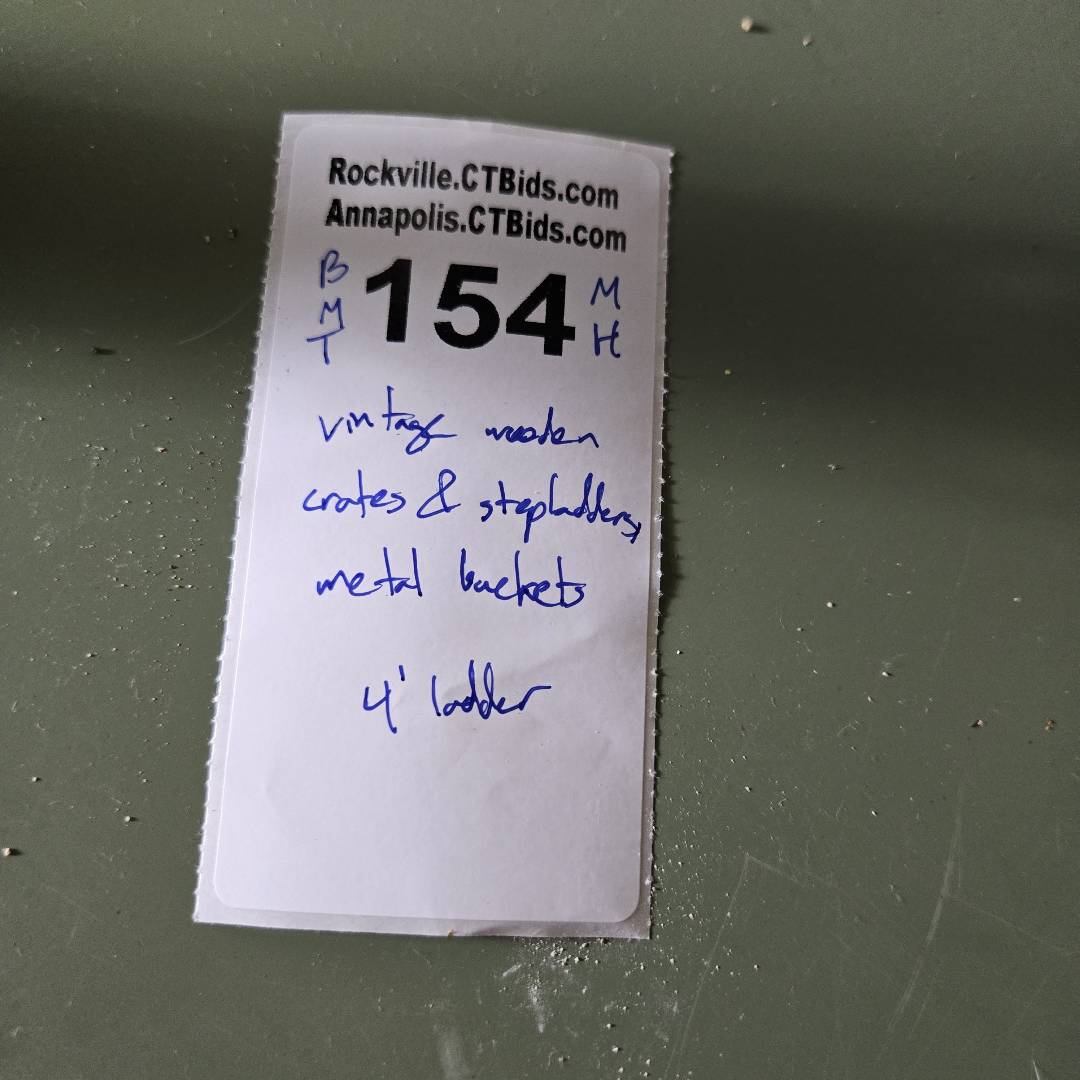 Rockville.CTBids.com
Annapolis.CTBids.com
B
M
T
154
M
H
vintage wooden
crates & stepladders,
metal buckets
4' ladder